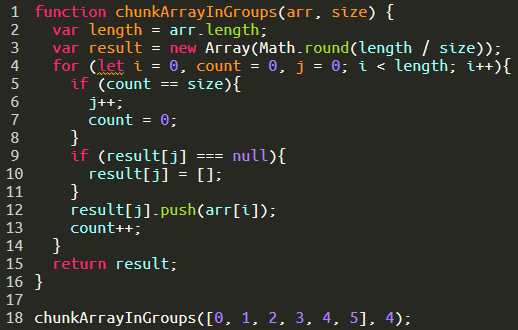 1 function chunkArrayInGroups(arr, size) {
2   var length = arr.length;
3   var result = new Array(Math.round(length / size));
4   for (let i = 0, count = 0, j = 0; i < length; i++){
5     if (count == size){
6       j++;
7       count = 0;
8     }
9     if (result[j] === null){
10       result[j] = [];
11     }
12     result[j].push(arr[i]);
13     count++;
14   }
15   return result;
16 }
17
18 chunkArrayInGroups([0, 1, 2, 3, 4, 5], 4);